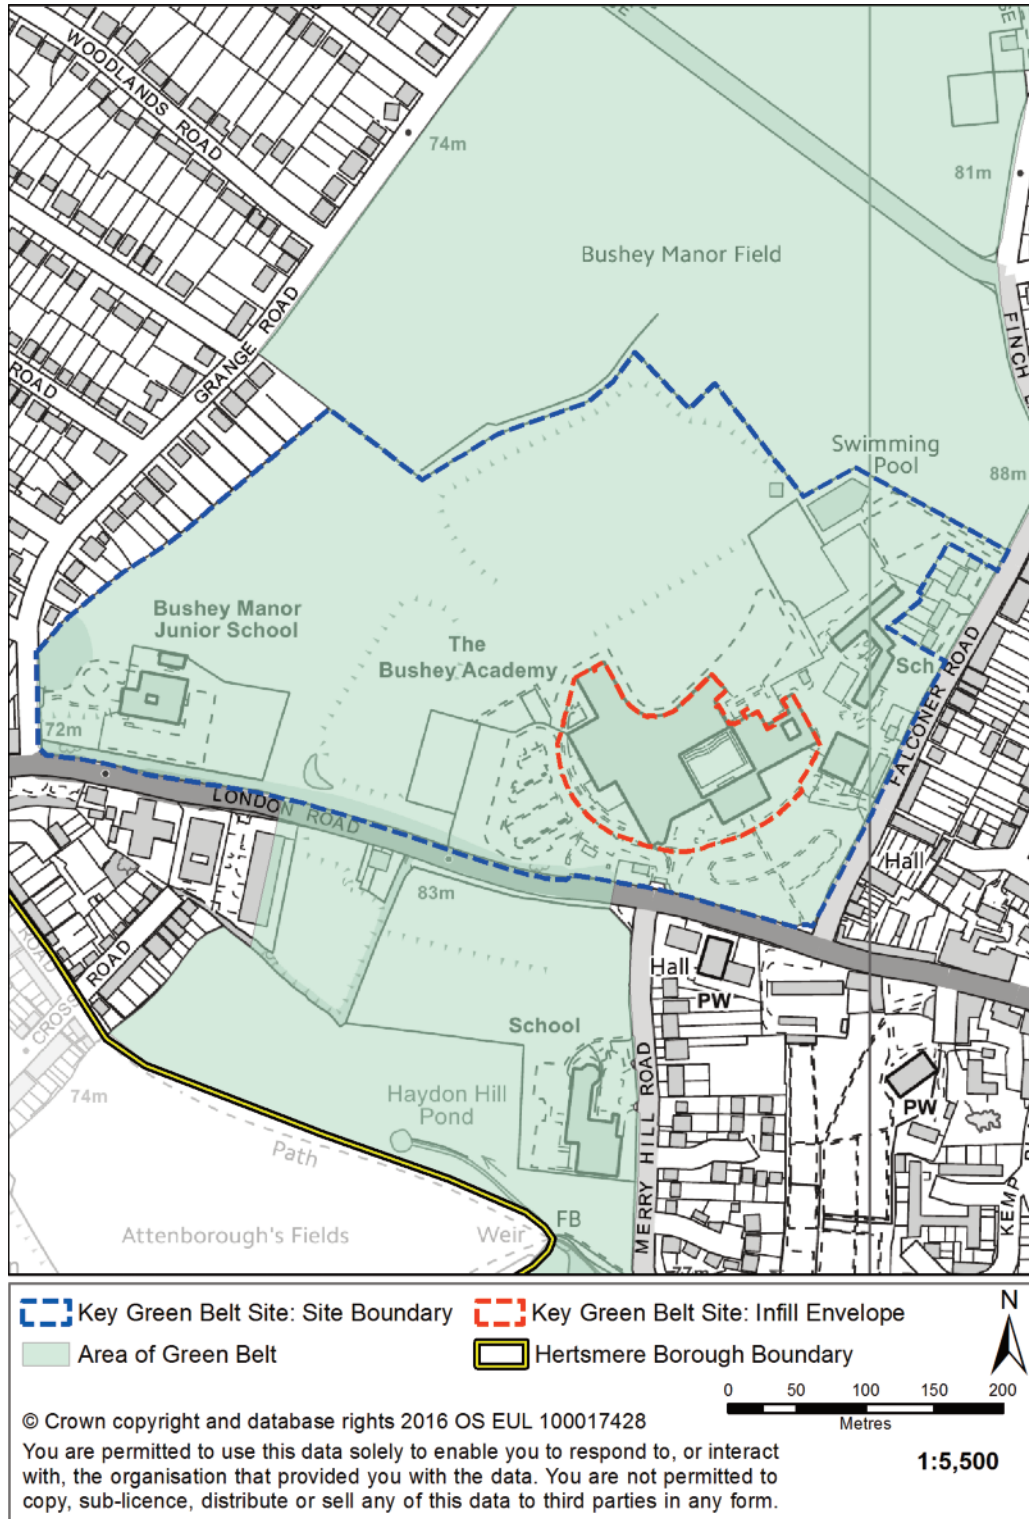 WOODLANDS ROAD
74m
81m
Bushey Manor Field
FINCH
GRANGE ROAD
ROAD
Swimming
Pool
88m
Bushey Manor
Junior School
The
Bushey Academy
Sch
FALCONER ROAD
72m
LONDON ROAD
83m
Hall
Hall
PW
ROAD
ROAD
CROSS
School
MERRY HILL ROAD
Haydon Hill
Pond
74m
PW
Path
KEMP
Attenborough's Fields
Weir
FB
77m
Key Green Belt Site: Site Boundary
Key Green Belt Site: Infill Envelope
N
Area of Green Belt
Hertsmere Borough Boundary
0 50 100 150 200
Metres
© Crown copyright and database rights 2016 OS EUL 100017428
You are permitted to use this data solely to enable you to respond to, or interact
with, the organisation that provided you with the data. You are not permitted to
copy, sub-licence, distribute or sell any of this data to third parties in any form.
1:5,500